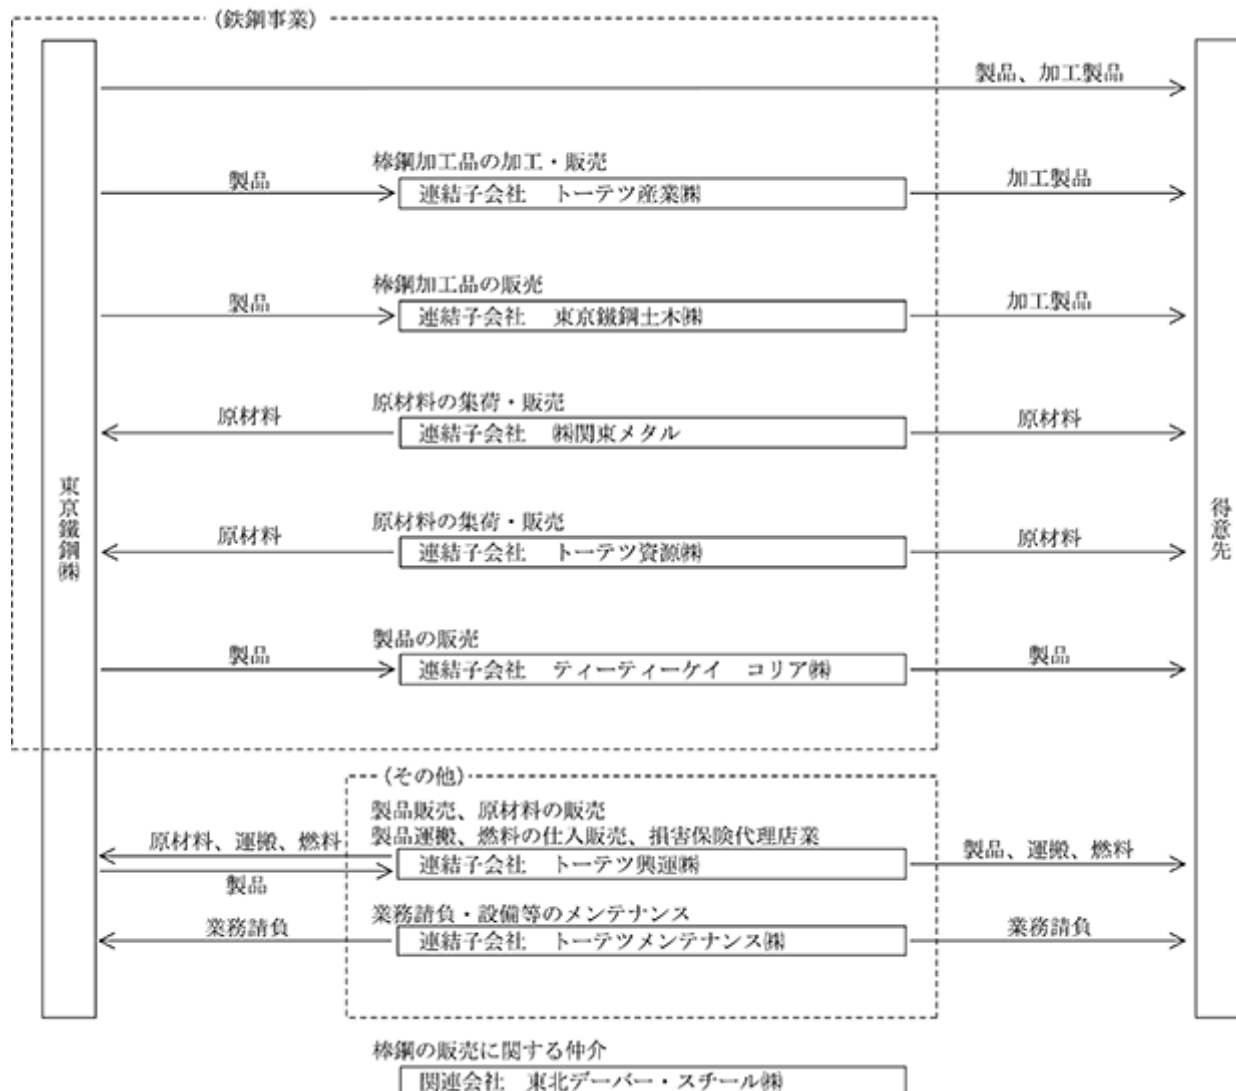 (鉄鋼事業)
製品、加工製品
棒鋼加工品の加工・販売
製品
連結子会社 トーテツ産業㈱
加工製品
棒鋼加工品の販売
製品
連結子会社 東京鐵鋼土木㈱
加工製品
原材料の集荷・販売
原材料
連結子会社 ㈱関東メタル
原材料
東京鐵鋼㈱
得意先
原材料の集荷・販売
原材料
連結子会社 トーテツ資源㈱
原材料
製品の販売
製品
連結子会社 ティーティーケイ コリア㈱
製品
(その他)
製品販売、原材料の販売
製品運搬、燃料の仕入販売、損害保険代理店業
原材料、運搬、燃料
連結子会社 トーテツ興運㈱
製品、運搬、燃料
製品
業務請負・設備等のメンテナンス
業務請負
連結子会社 トーテツメンテナンス㈱
業務請負
棒鋼の販売に関する仲介
関連会社 東北デーバー・スチール㈱